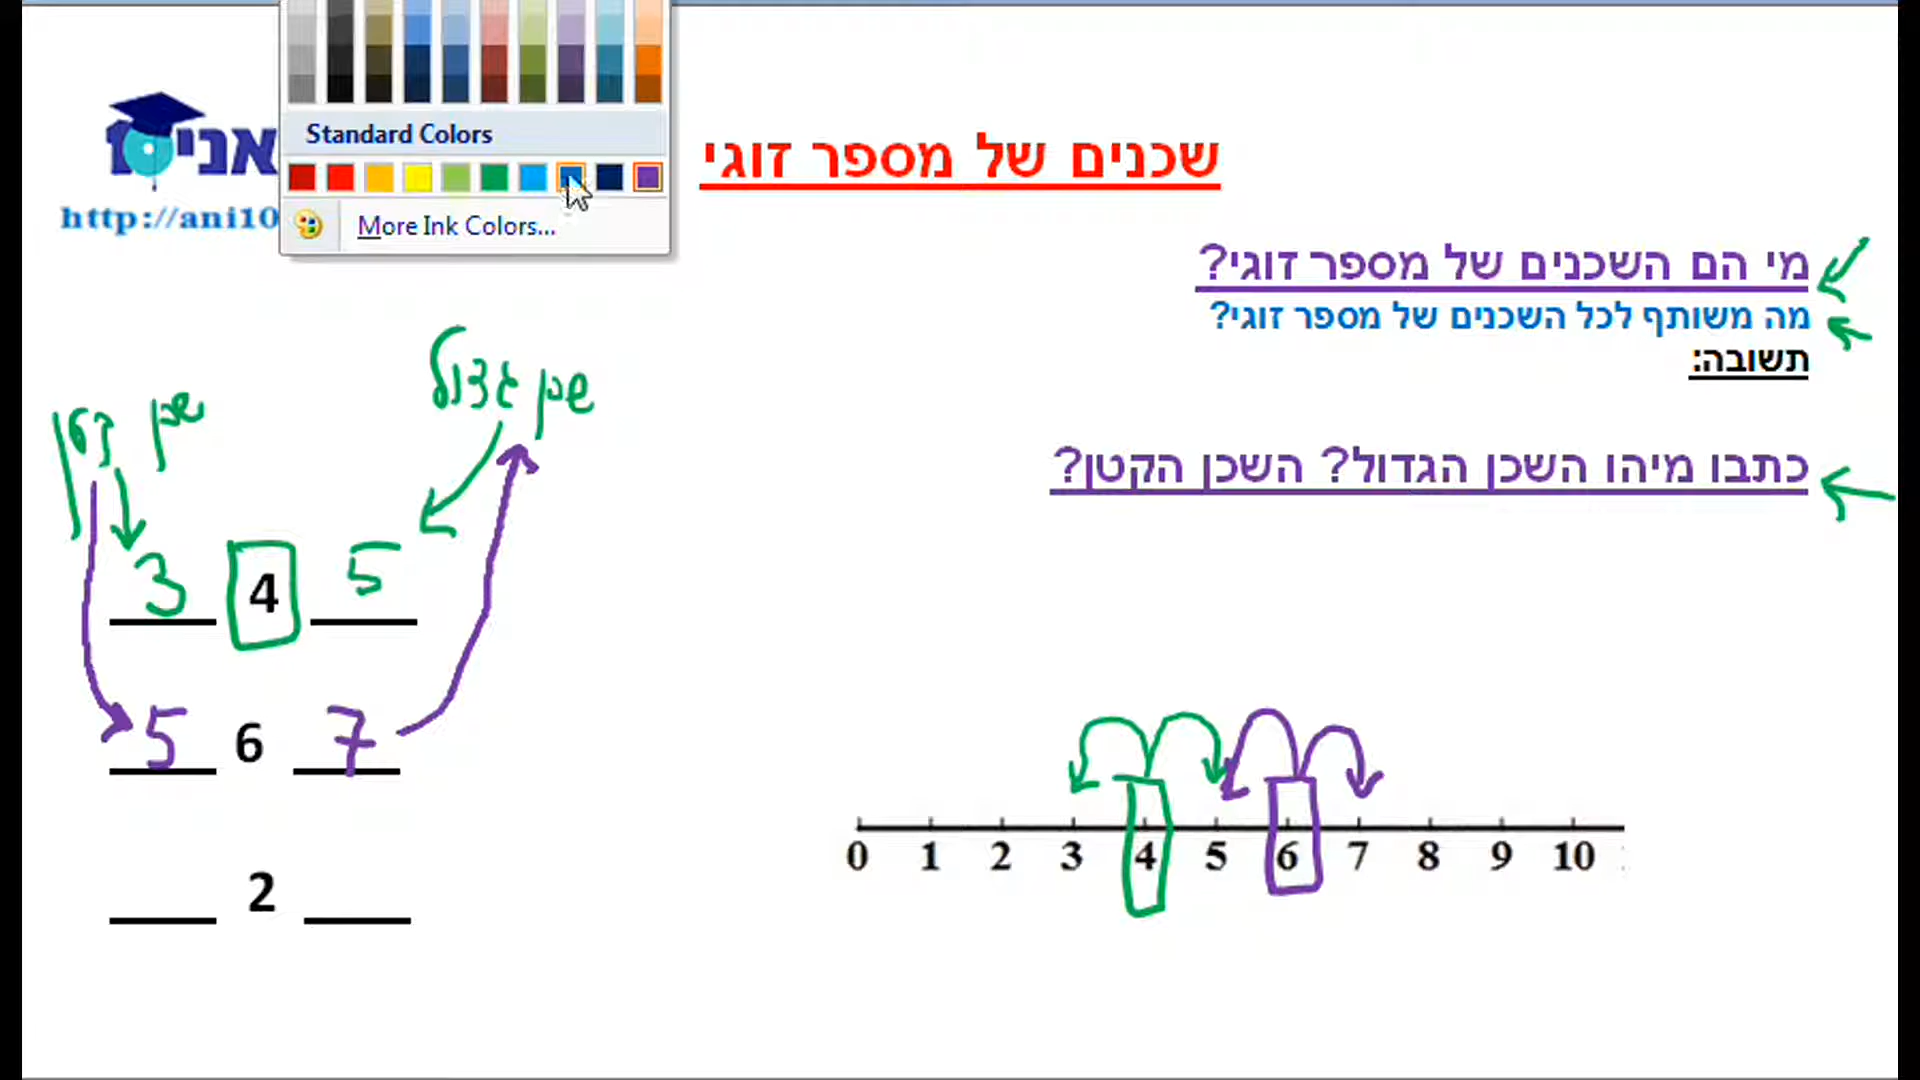 Standard Colors
More Ink Colors...
אני10
http://ani10
שכנים של מספר זוגי
מי הם השכנים של מספר זוגי?
מה משותף לכל השכנים של מספר זוגי?
תשובה:
כתבו מיהו השכן הגדול? השכן הקטן?
שכן גדול
שכן קטן
3 4 5
5 6 7
2
0 1 2 3 4 5 6 7 8 9 10